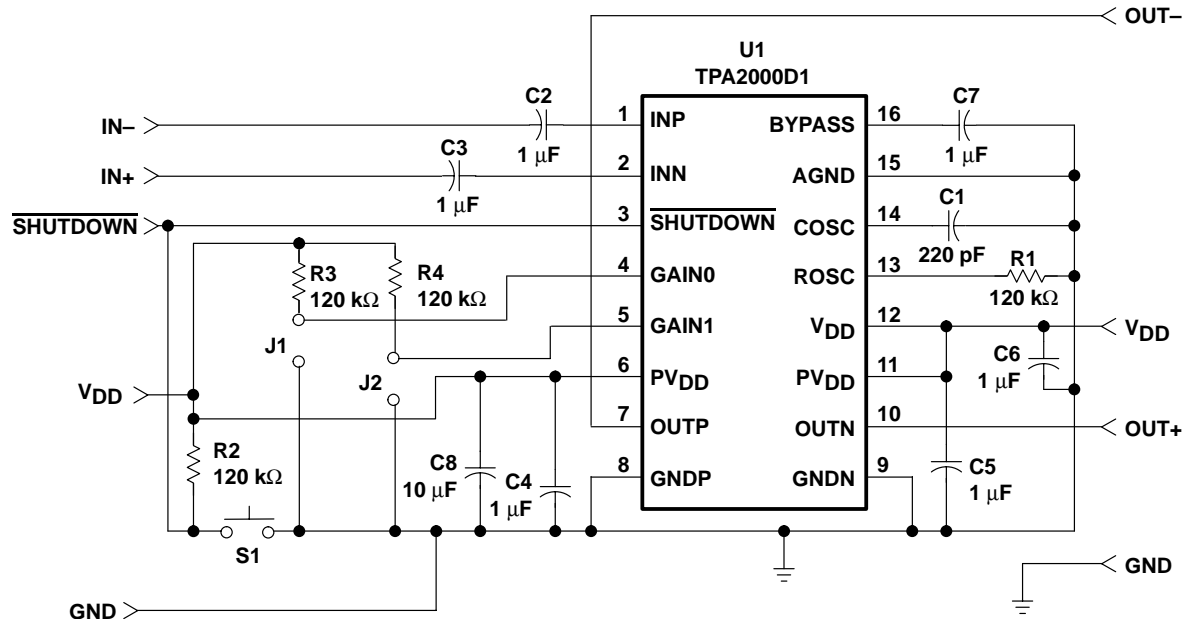 OUT–
U1
TPA2000D1
C2
1 μF
IN–
C3
1 μF
IN+
SHUTDOWN
1
INP
2
INN
3
SHUTDOWN
4
GAIN0
5
GAIN1
6
PVDD
7
OUTP
8
GNDP
16
BYPASS
15
AGND
14
COSC
13
ROSC
12
VDD
11
PVDD
10
OUTN
9
GNDN
C7
1 μF
C1
220 pF
R1
120 kΩ
VDD
C6
1 μF
OUT+
C5
1 μF
R3
120 kΩ
R4
120 kΩ
J1
J2
VDD
R2
120 kΩ
C8
10 μF
C4
1 μF
S1
GND
GND